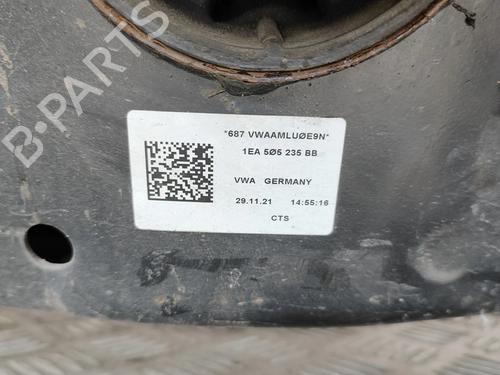 *687 VWAAMLUØE9N*
1EA 5Ø5 235 BB
VWA GERMANY
29.11.21 14:55:16
CTS
B-PARTS